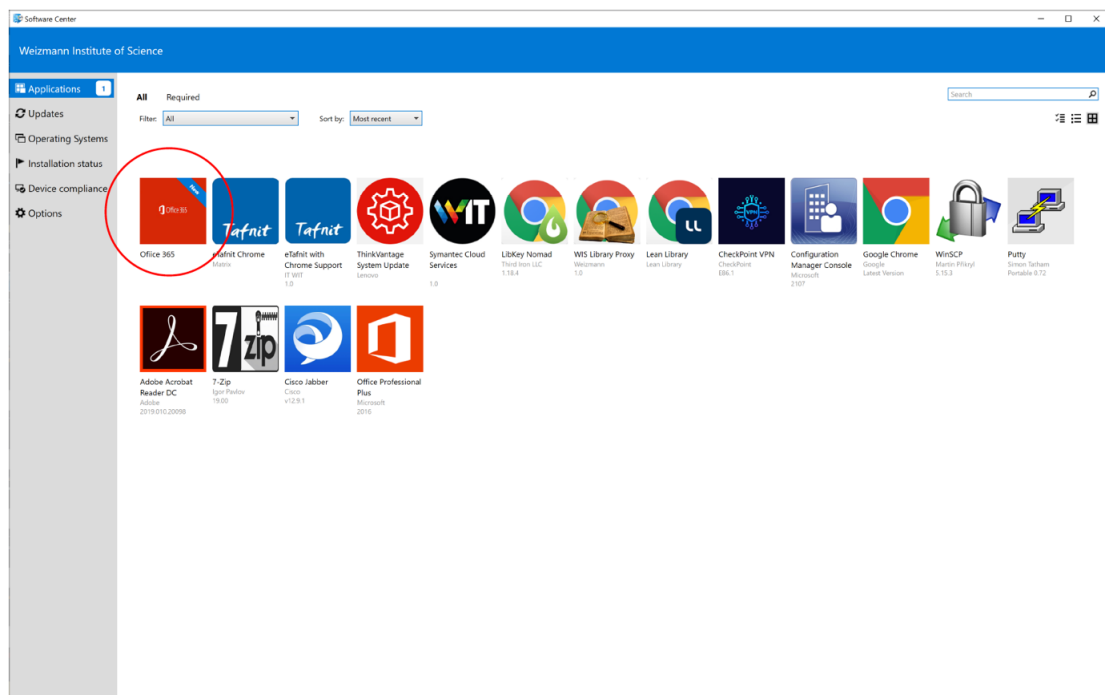 Software Center
Weizmann Institute of Science
Applications 1
Updates
Operating Systems
Installation status
Device compliance
Options
All Required
Search
Filter: All Sort by: Most recent
Office 365 New
Tafnit
Tafnit
WIT
LL
VPN
Office 365
Chrome
Matrix
eTafnit with
Chrome Support
IT WIT
1.0
ThinkVantage
System Update
Lenovo
Symantec Cloud
Services
1.0
LibKey Nomad
Third Iron LLC
1.18.4
WIS Library Proxy
Weizmann
1.0
Lean Library
Lean Library
CheckPoint VPN
CheckPoint
E86.1
Configuration
Manager Console
Microsoft
2107
Google Chrome
Google
Latest Version
WinSCP
Martin Přikryl
5.15.3
Putty
Simon Tatham
Portable 0.72
7 zip
Adobe Acrobat
Reader DC
Adobe
2019.010.20098
7-Zip
Igor Pavlov
19.00
Cisco Jabber
Cisco
v12.9.1
Office Professional
Plus
Microsoft
2016